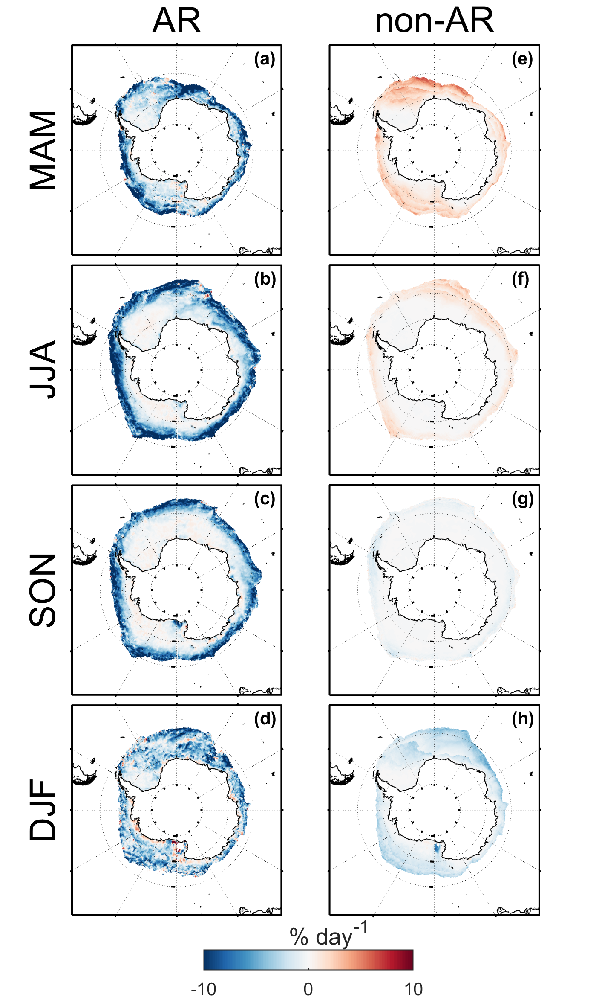 AR non-AR
MAM (a) (e)
JJA (b) (f)
SON (c) (g)
DJF (d) (h)
% day-1
-10 0 10